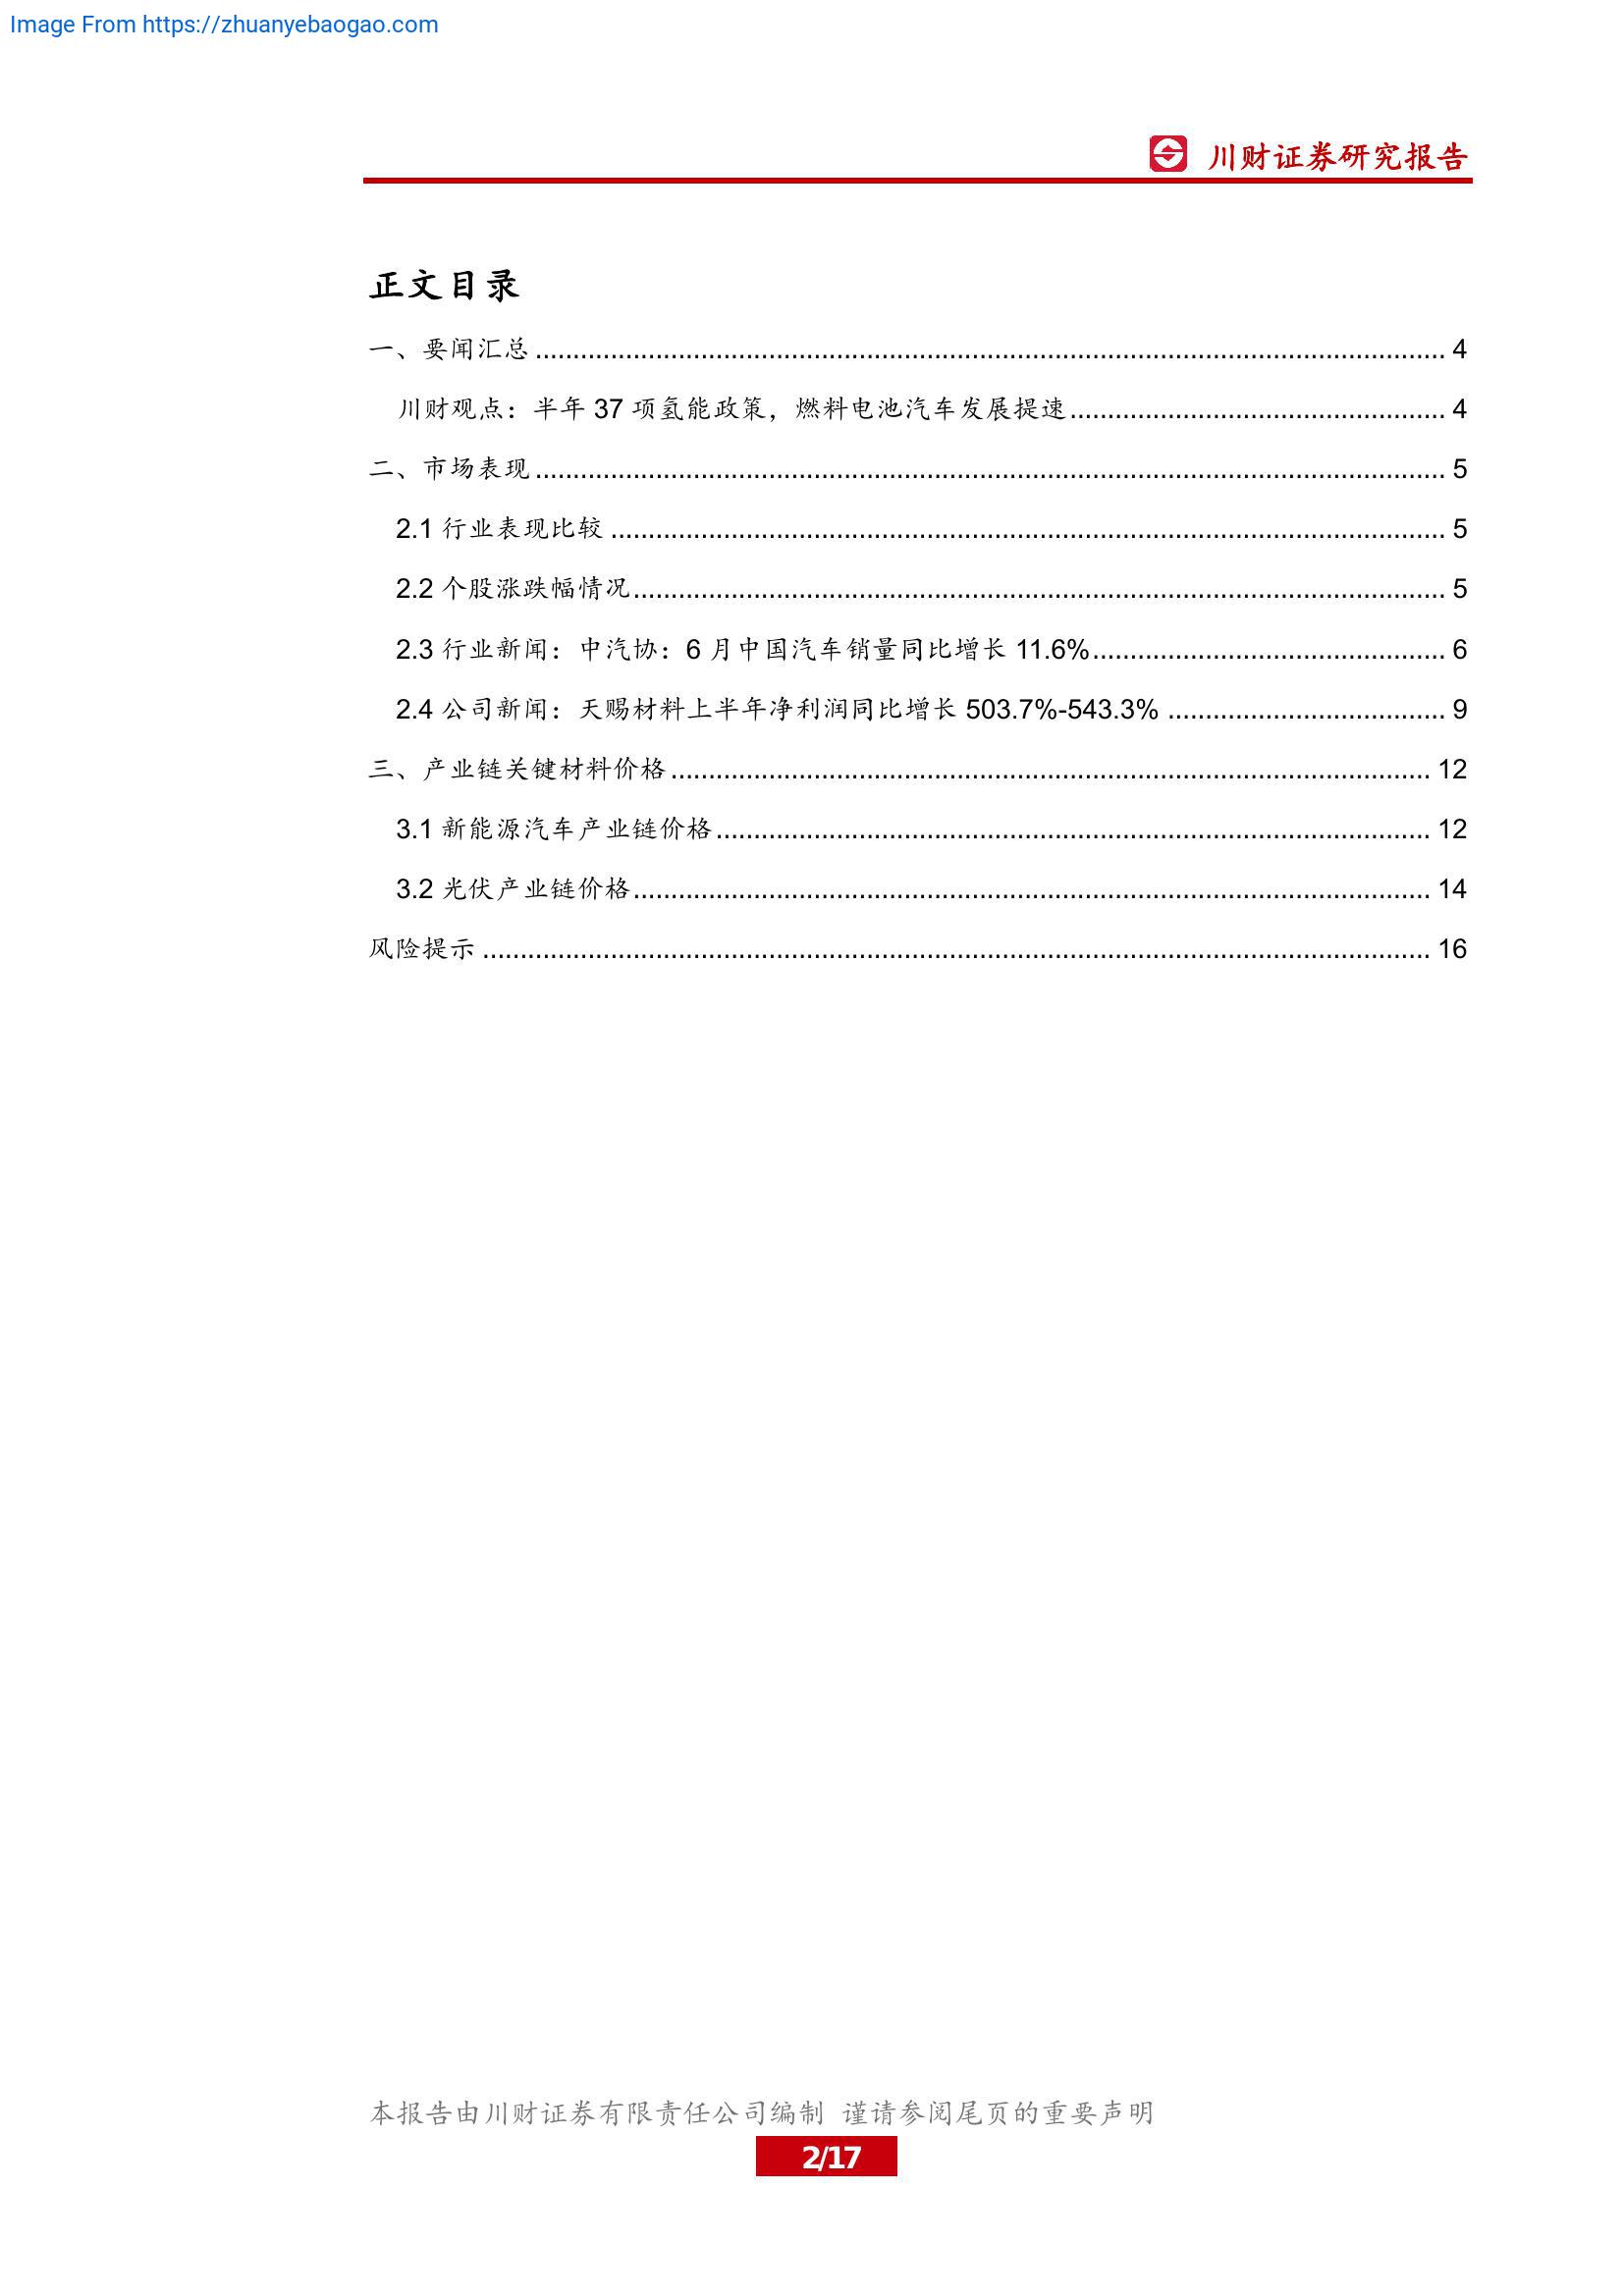 Image From https://zhuanyebaogao.com
川财证券研究报告
正文目录
一、要闻汇总 ........................................................................................................................ 4
川财观点：半年 37 项氢能政策，燃料电池汽车发展提速 .................................................. 4
二、市场表现 ........................................................................................................................ 5
2.1 行业表现比较 ............................................................................................................... 5
2.2 个股涨跌幅情况 ............................................................................................................ 5
2.3 行业新闻：中汽协：6 月中国汽车销量同比增长 11.6% ............................................... 6
2.4 公司新闻：天赐材料上半年净利润同比增长 503.7%-543.3% ..................................... 9
三、产业链关键材料价格 ..................................................................................................... 12
3.1 新能源汽车产业链价格 ............................................................................................... 12
3.2 光伏产业链价格 .......................................................................................................... 14
风险提示 .............................................................................................................................. 16
本报告由川财证券有限责任公司编制 谨请参阅尾页的重要声明
2/17